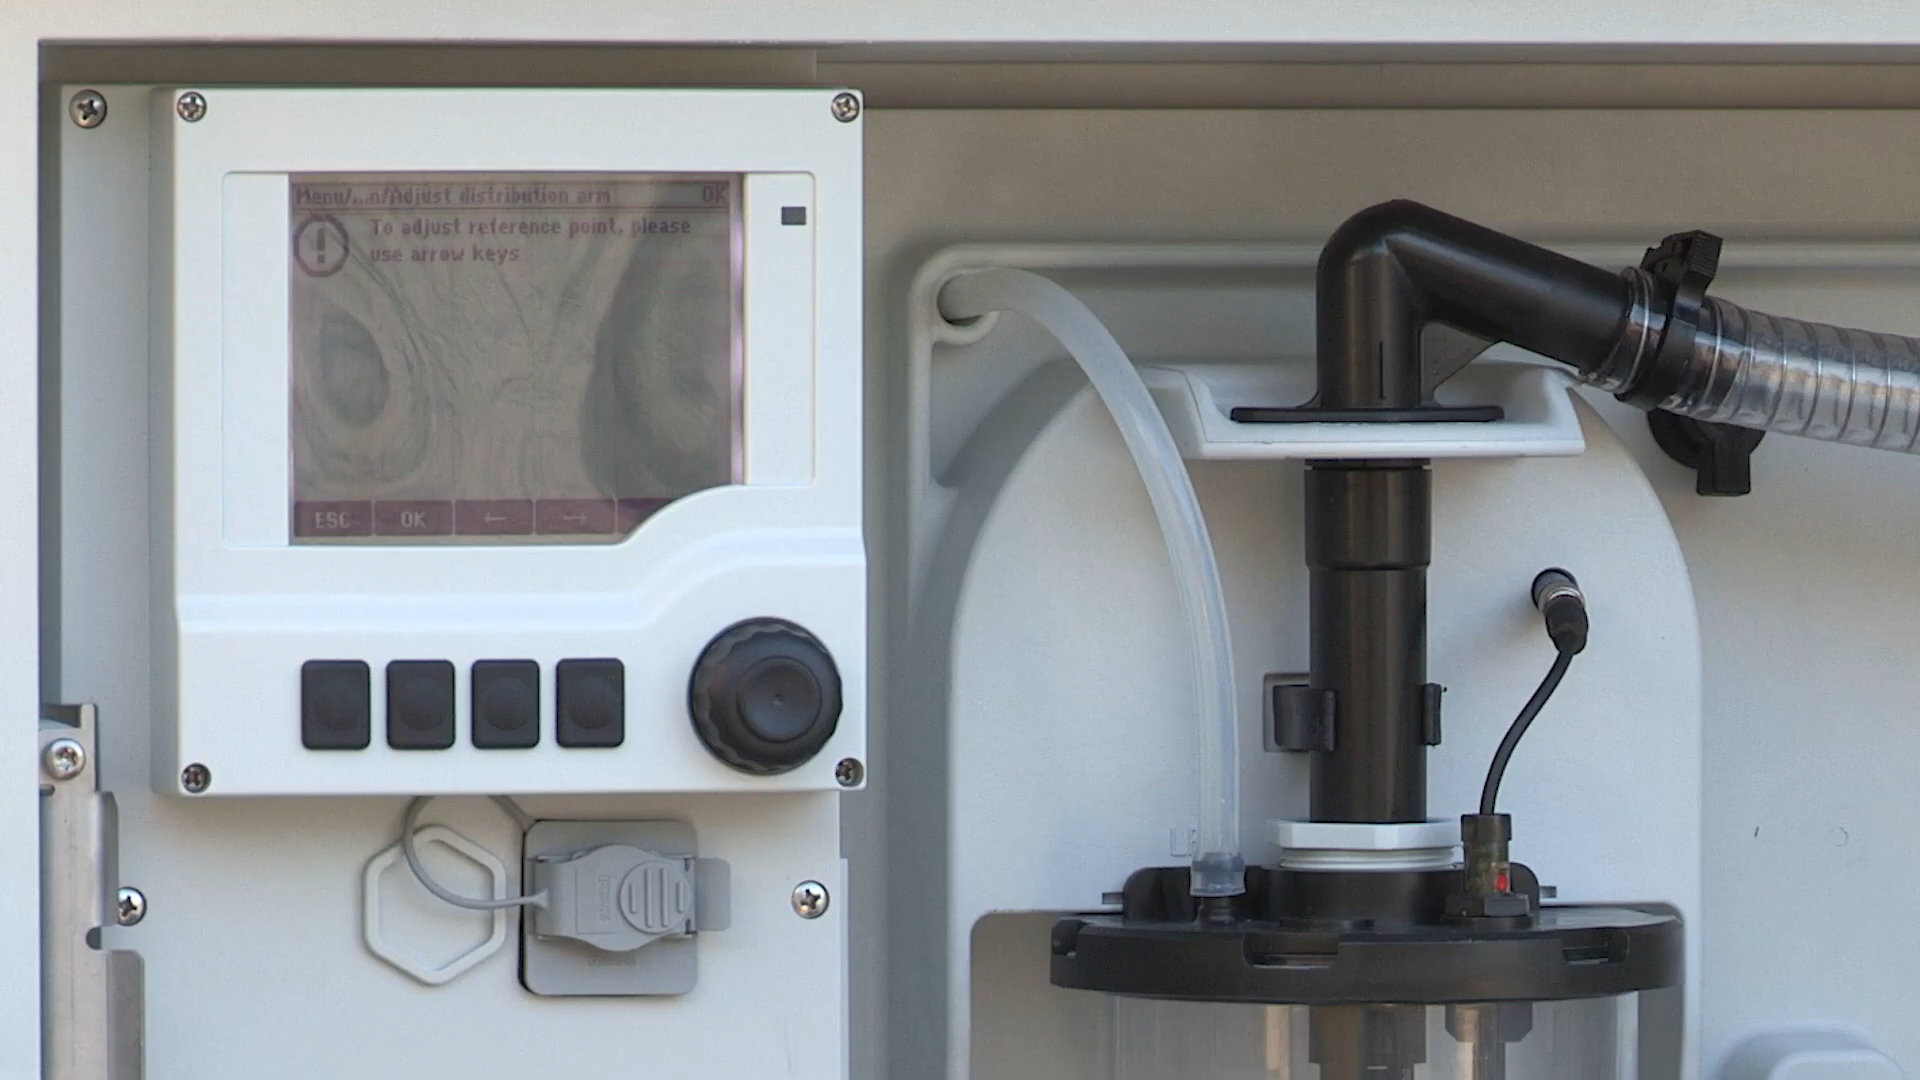 Menu/...n/Adjust distribution arm OK
To adjust reference point, please
use arrow keys
ESC OK ← →